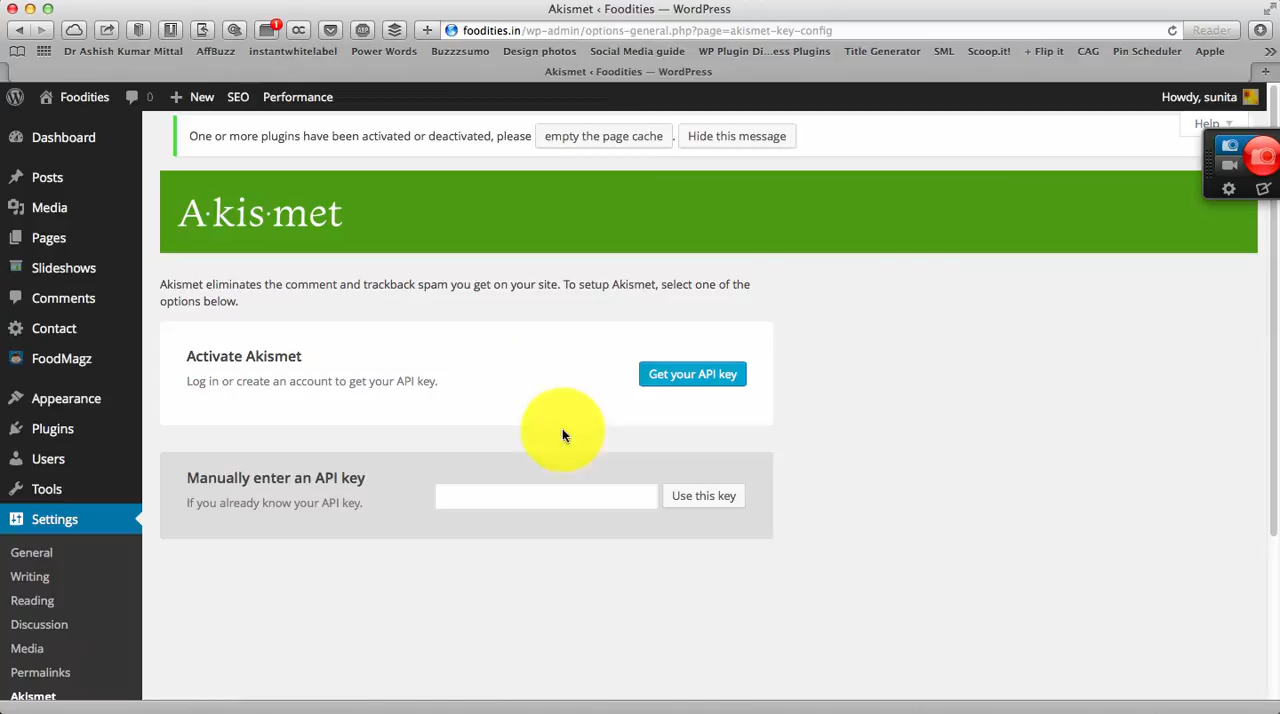 Akismet ‹ Foodities — WordPress
foodities.in/wp-admin/options-general.php?page=akismet-key-config
Reader
Dr Ashish Kumar Mittal AffBuzz instantwhitelabel Power Words Buzzzsumo Design photos Social Media guide WP Plugin Di...ess Plugins Title Generator SML Scoop.it! + Flip it CAG Pin Scheduler Apple
Akismet ‹ Foodities — WordPress
Foodities 0 New SEO Performance Howdy, sunita
Help
One or more plugins have been activated or deactivated, please empty the page cache . Hide this message
A·kis·met
Akismet eliminates the comment and trackback spam you get on your site. To setup Akismet, select one of the
options below.
Activate Akismet
Log in or create an account to get your API key.
Get your API key
Manually enter an API key
If you already know your API key.
Use this key
Dashboard
Posts
Media
Pages
Slideshows
Comments
Contact
FoodMagz
Appearance
Plugins
Users
Tools
Settings
General
Writing
Reading
Discussion
Media
Permalinks
Akismet